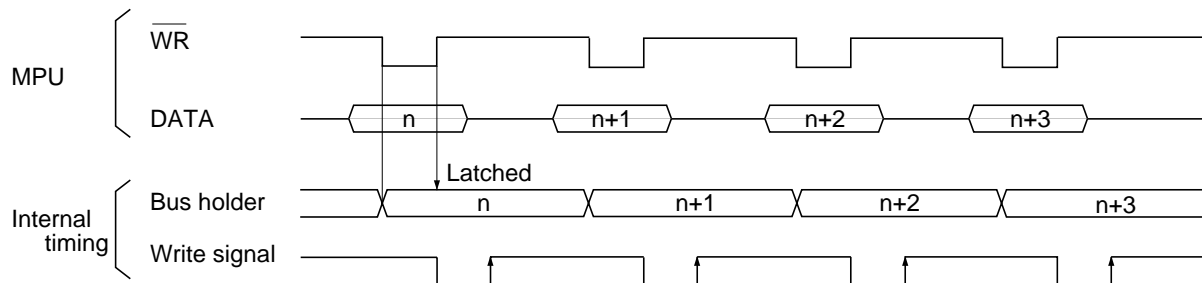 MPU
WR
DATA
n
n+1
n+2
n+3
Latched
Internal
timing
Bus holder
n
n+1
n+2
n+3
Write signal